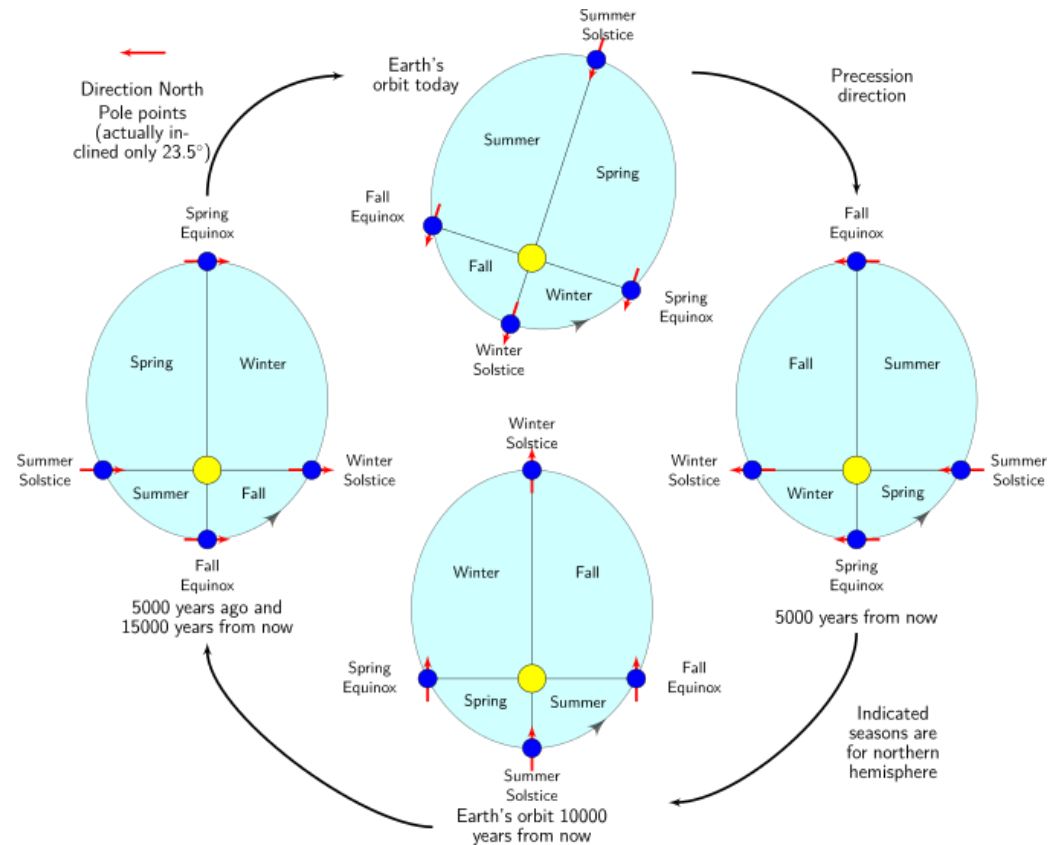 Direction North
Pole points
(actually in-
clined only 23.5°)
Earth's
orbit today
Summer
Solstice
Precession
direction
Summer
Spring
Fall
Equinox
Fall
Winter
Spring
Equinox
Winter
Solstice
Spring
Equinox
Spring
Winter
Summer
Solstice
Winter
Solstice
Summer
Fall
Fall
Equinox
5000 years ago and
15000 years from now
Fall
Equinox
Fall
Summer
Winter
Solstice
Summer
Solstice
Winter
Spring
Spring
Equinox
5000 years from now
Winter
Solstice
Winter
Fall
Spring
Equinox
Fall
Equinox
Spring
Summer
Summer
Solstice
Earth's orbit 10000
years from now
Indicated
seasons are
for northern
hemisphere